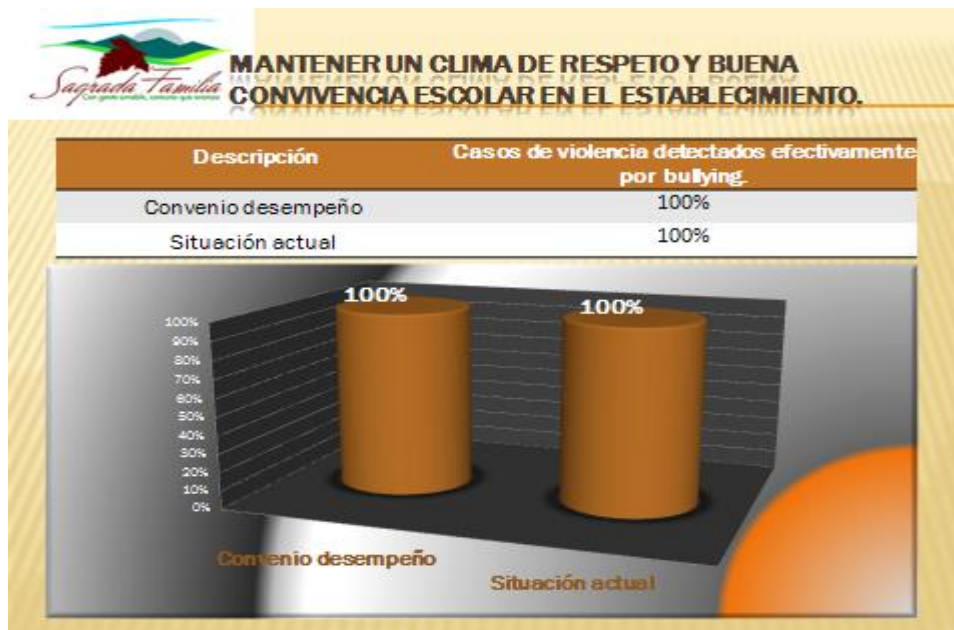 Sagrada Familia
MANTENER UN CLIMA DE RESPETO Y BUENA
CONVIVENCIA ESCOLAR EN EL ESTABLECIMIENTO.
Descripción
Casos de violencia detectados efectivamente
por bullying.
Convenio desempeño 100%
Situación actual 100%
100%
100%
100%
90%
80%
70%
60%
50%
40%
30%
20%
10%
0%
Convenio desempeño
Situación actual